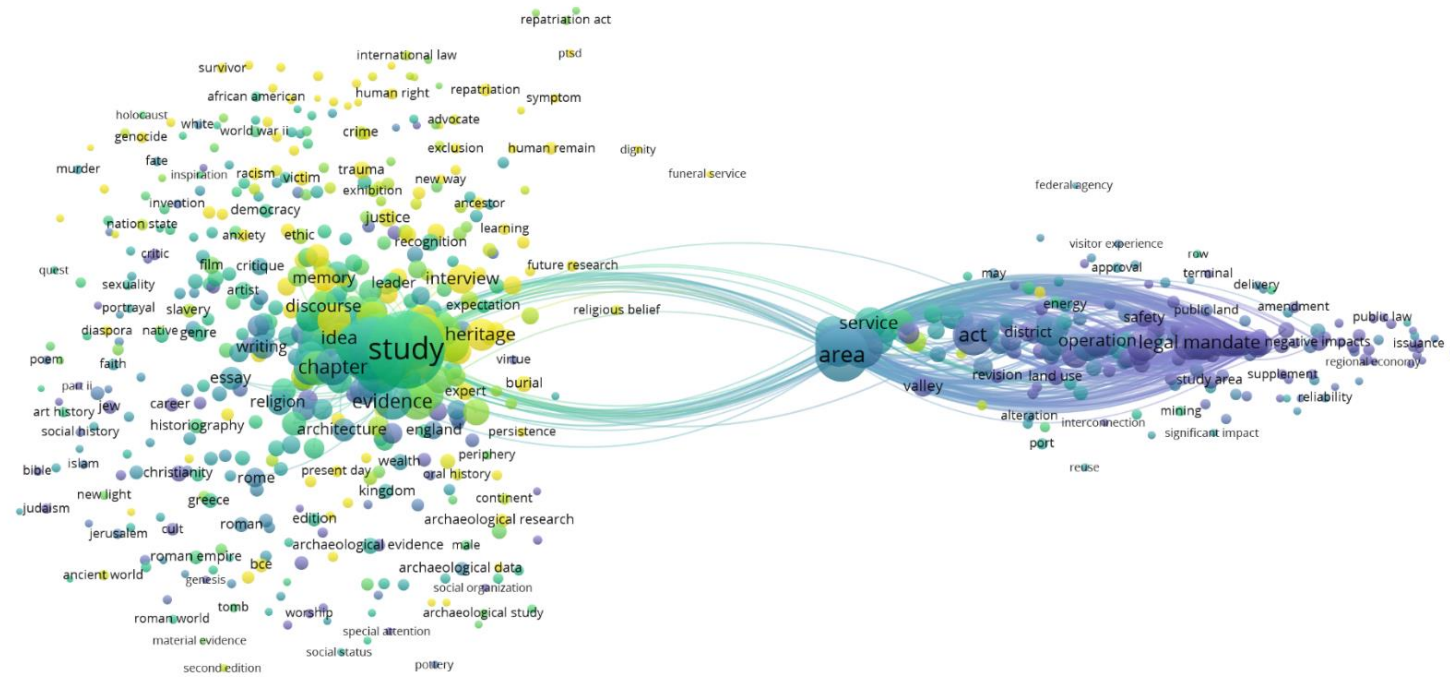 repatriation act
international law
ptsd
survivor
african american
human right
repatriation
symptom
holocaust
white
world war ii
crime
advocate
genocide
exclusion
human remain
dignity
murder
fate
inspiration
racism
victim
trauma
new way
funeral service
exhibition
federal agency
invention
democracy
justice
ancestor
nation state
anxiety
ethic
recognition
learning
critic
visitor experience
row
quest
film
critique
memory
leader
interview
future research
may
approval
terminal
sexuality
artist
delivery
portrayal
slavery
discourse
expectation
religious belief
energy
public land
amendment
diaspora
native
genre
idea
study
heritage
service
act
district
safety
public law
poem
faith
writing
chapter
virtue
area
operation
legal mandate
negative impacts
issuance
regional economy
part ii
essay
expert
burial
valley
revision
land use
study area
supplement
art history
jew
career
religion
evidence
reliability
social history
historiography
architecture
england
persistence
alteration
interconnection
mining
significant impact
port
bible
islam
christianity
rome
present day
wealth
oral history
periphery
reuse
new light
greece
kingdom
continent
judaism
jerusalem
cult
roman
edition
archaeological research
roman empire
bce
archaeological evidence
male
ancient world
genesis
archaeological data
social organization
tomb
roman world
worship
archaeological study
material evidence
special attention
social status
second edition
pottery